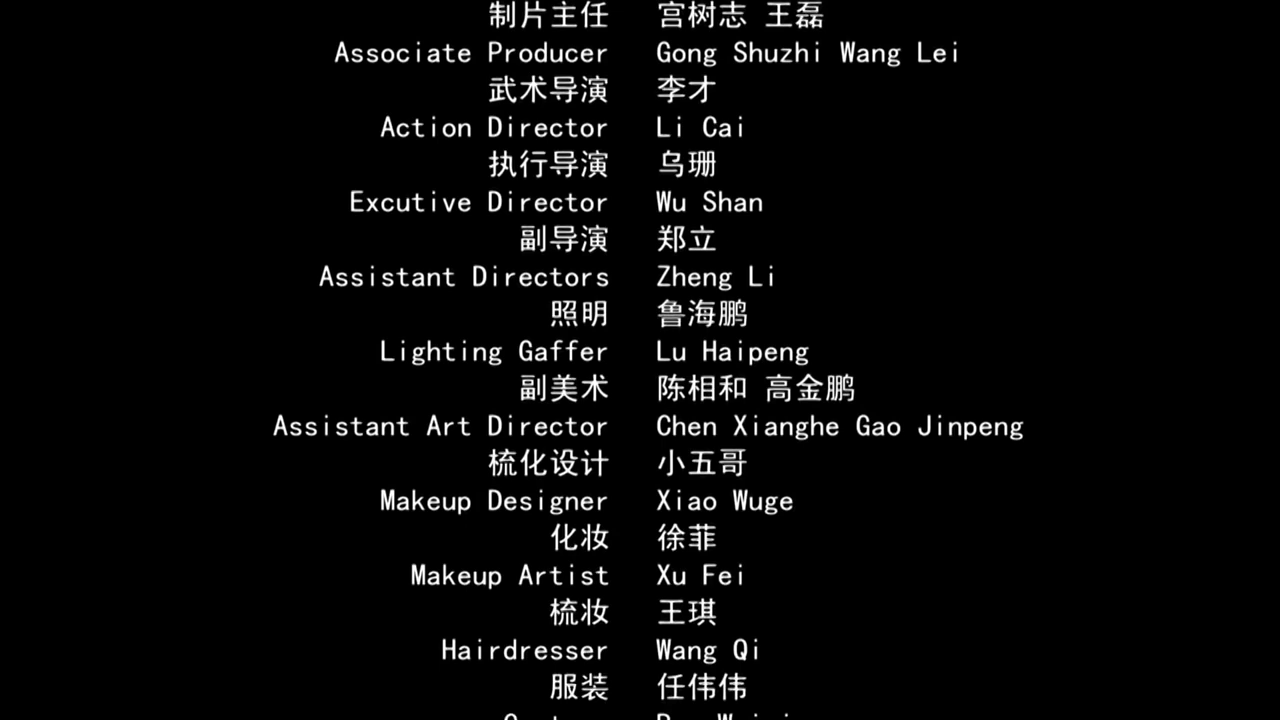 制片主任 宫树志 王磊
Associate Producer Gong Shuzhi Wang Lei
武术导演 李才
Action Director Li Cai
执行导演 乌珊
Excutive Director Wu Shan
副导演 郑立
Assistant Directors Zheng Li
照明 鲁海鹏
Lighting Gaffer Lu Haipeng
副美术 陈相和 高金鹏
Assistant Art Director Chen Xianghe Gao Jinpeng
梳化设计 小五哥
Makeup Designer Xiao Wuge
化妆 徐菲
Makeup Artist Xu Fei
梳妆 王琪
Hairdresser Wang Qi
服装 任伟伟